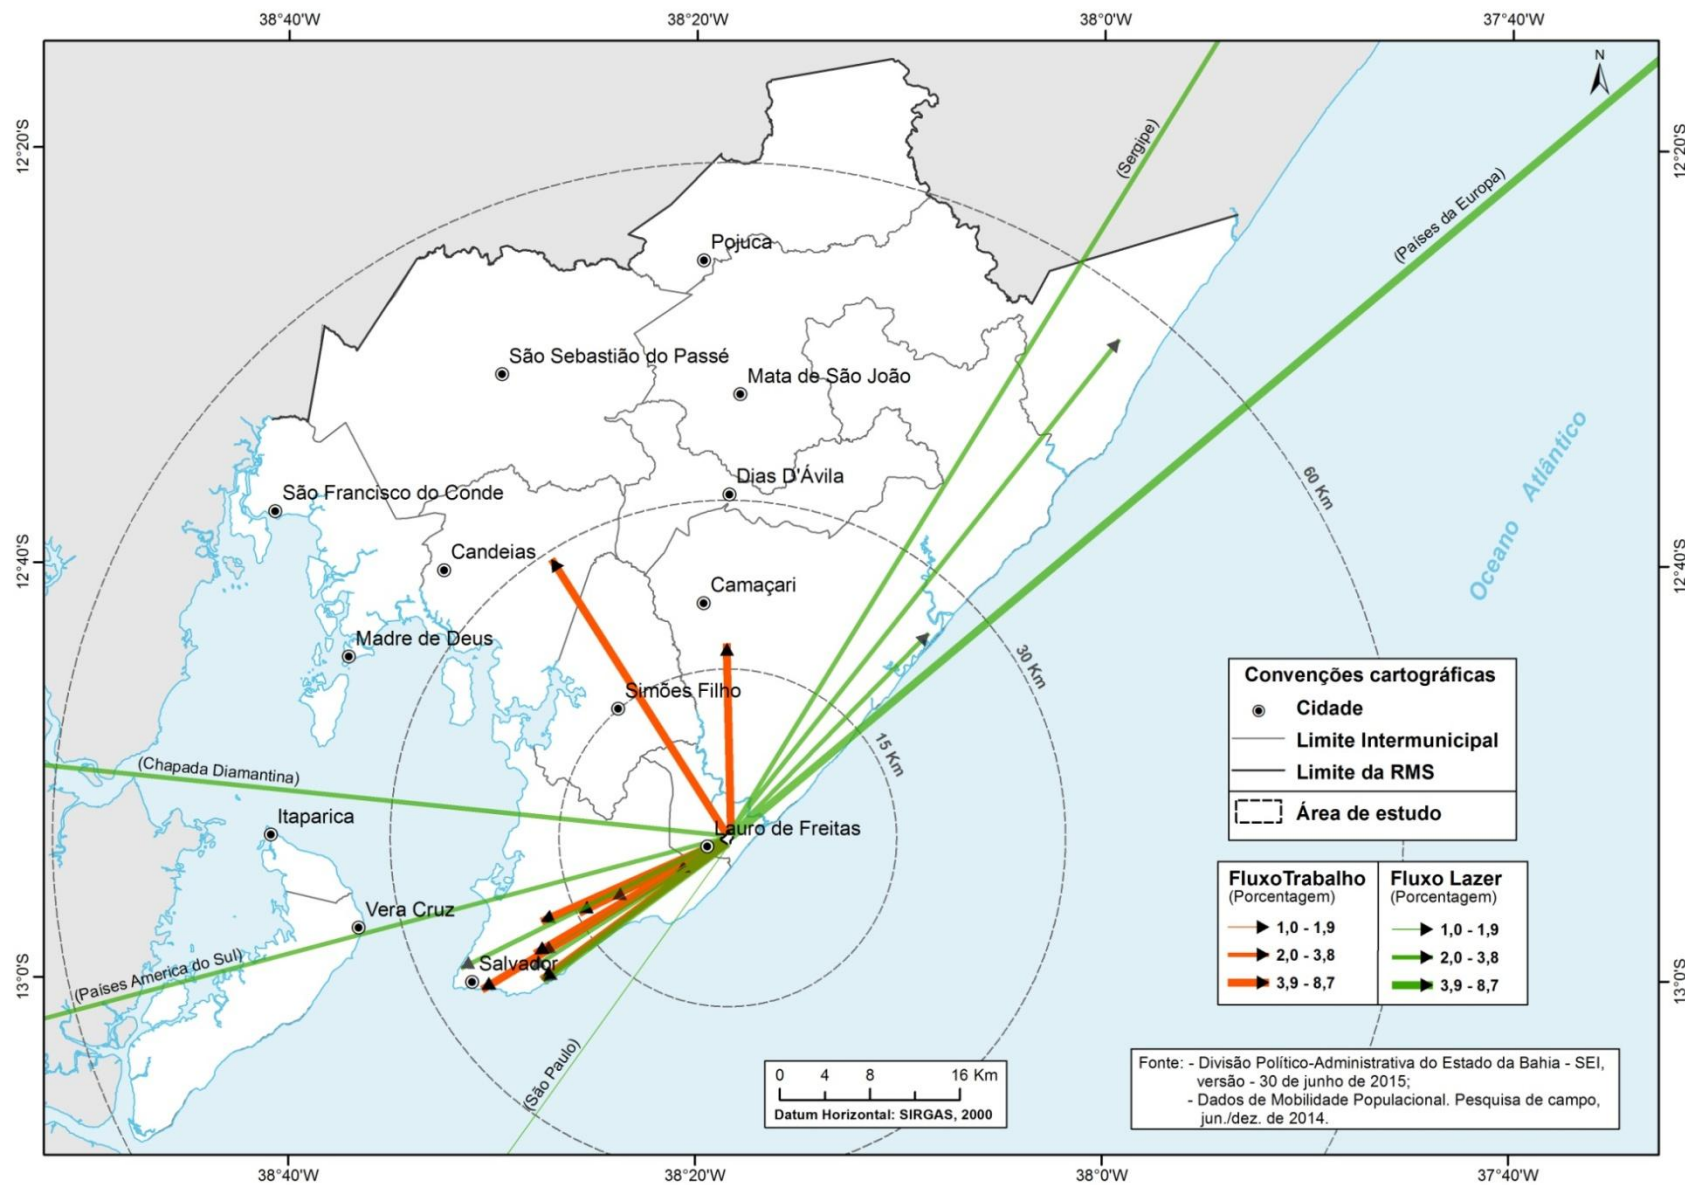 38°40'W
38°20'W
38°0'W
37°40'W
N
12°20'S
12°20'S
(Sergipe)
(Países da Europa)
Pojuca
São Sebastião do Passé
Mata de São João
Oceano Atlântico
60 Km
Dias D'Ávila
São Francisco do Conde
Candeias
12°40'S
12°40'S
Camaçari
Madre de Deus
30 Km
Simões Filho
15 Km
Convenções cartográficas
Cidade
Limite Intermunicipal
Limite da RMS
Área de estudo
(Chapada Diamantina)
Itaparica
Lauro de Freitas
FluxoTrabalho
(Porcentagem)
1,0 - 1,9
2,0 - 3,8
3,9 - 8,7
Fluxo Lazer
(Porcentagem)
1,0 - 1,9
2,0 - 3,8
3,9 - 8,7
Vera Cruz
(Países America do Sul)
Salvador
13°0'S
13°0'S
(São Paulo)
0 4 8 16 Km
Datum Horizontal: SIRGAS, 2000
Fonte: - Divisão Político-Administrativa do Estado da Bahia - SEI,
versão - 30 de junho de 2015;
- Dados de Mobilidade Populacional. Pesquisa de campo,
jun./dez. de 2014.
38°40'W
38°20'W
38°0'W
37°40'W